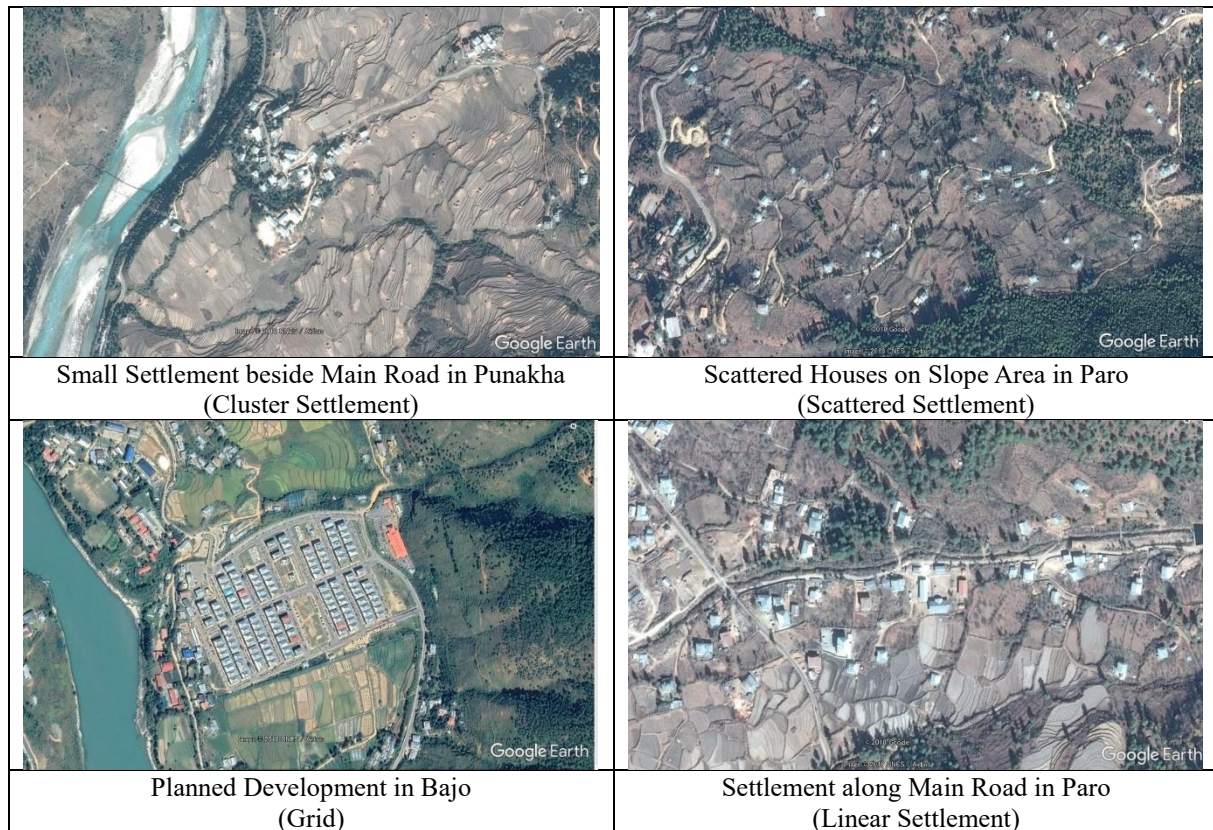 Google Earth
Google Earth
Small Settlement beside Main Road in Punakha
(Cluster Settlement)
Scattered Houses on Slope Area in Paro
(Scattered Settlement)
Google Earth
Google Earth
Planned Development in Bajo
(Grid)
Settlement along Main Road in Paro
(Linear Settlement)